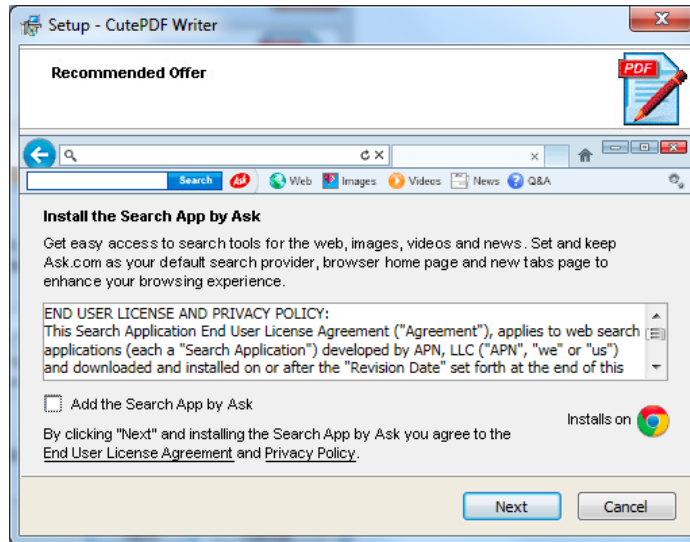 Setup - CutePDF Writer
Recommended Offer
PDF
Search Ask Web Images Videos News Q&A
Install the Search App by Ask
Get easy access to search tools for the web, images, videos and news. Set and keep
Ask.com as your default search provider, browser home page and new tabs page to
enhance your browsing experience.
END USER LICENSE AND PRIVACY POLICY:
This Search Application End User License Agreement ("Agreement"), applies to web search
applications (each a "Search Application") developed by APN, LLC ("APN", "we" or "us")
and downloaded and installed on or after the "Revision Date" set forth at the end of this
Add the Search App by Ask
Installs on
By clicking "Next" and installing the Search App by Ask you agree to the
End User License Agreement and Privacy Policy.
Next Cancel